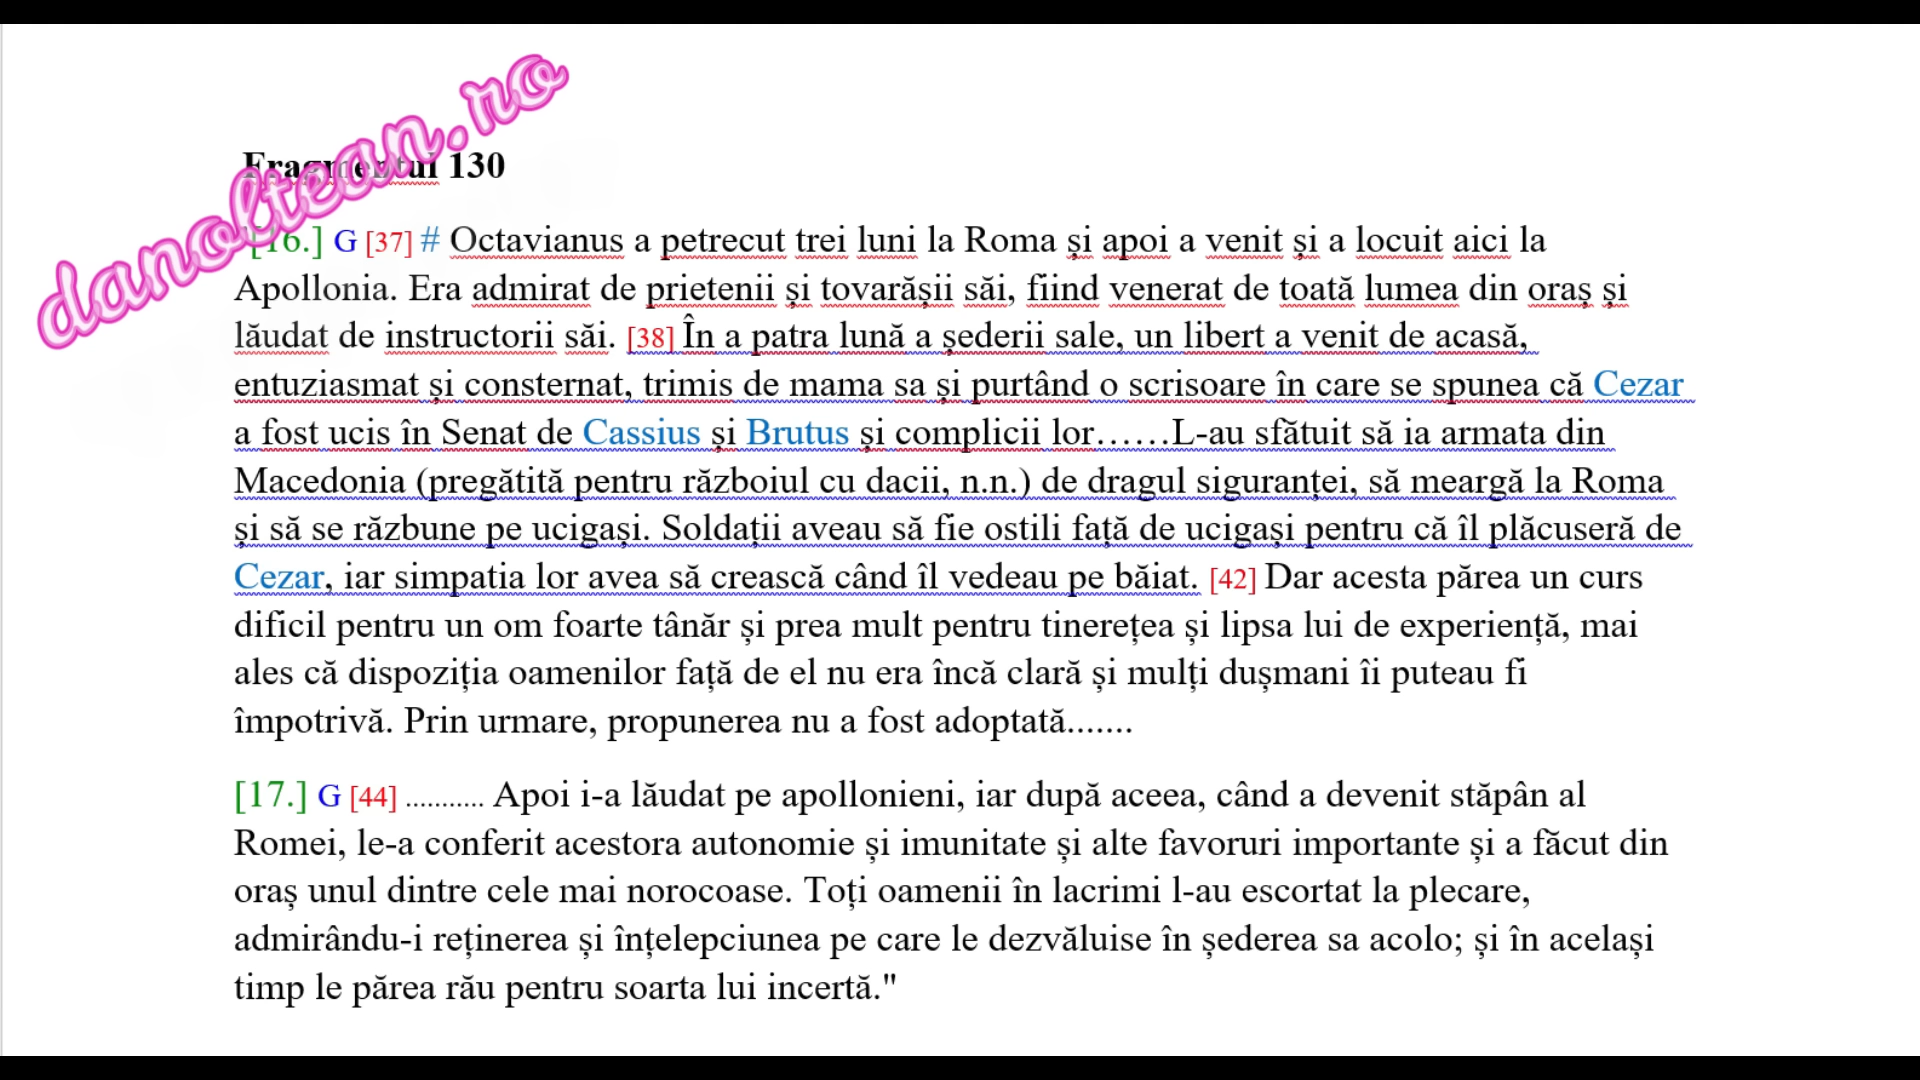 danoltean.ro
Fragmentul 130
[16.] G [37] # Octavianus a petrecut trei luni la Roma și apoi a venit și a locuit aici la
Apollonia. Era admirat de prietenii și tovarășii săi, fiind venerat de toată lumea din oraș și
lăudat de instructorii săi. [38] În a patra lună a șederii sale, un libert a venit de acasă,
entuziasmat și consternat, trimis de mama sa și purtând o scrisoare în care se spunea că Cezar
a fost ucis în Senat de Cassius și Brutus și complicii lor……L-au sfătuit să ia armata din
Macedonia (pregătită pentru războiul cu dacii, n.n.) de dragul siguranței, să meargă la Roma
și să se răzbune pe ucigași. Soldații aveau să fie ostili față de ucigași pentru că îl plăcuseră de
Cezar, iar simpatia lor avea să crească când îl vedeau pe băiat. [42] Dar acesta părea un curs
dificil pentru un om foarte tânăr și prea mult pentru tinerețea și lipsa lui de experiență, mai
ales că dispoziția oamenilor față de el nu era încă clară și mulți dușmani îi puteau fi
împotrivă. Prin urmare, propunerea nu a fost adoptată.......
[17.] G [44] ........... Apoi i-a lăudat pe apollonieni, iar după aceea, când a devenit stăpân al
Romei, le-a conferit acestora autonomie și imunitate și alte favoruri importante și a făcut din
oraș unul dintre cele mai norocoase. Toți oamenii în lacrimi l-au escortat la plecare,
admirându-i reținerea și înțelepciunea pe care le dezvăluise în șederea sa acolo; și în același
timp le părea rău pentru soarta lui incertă."